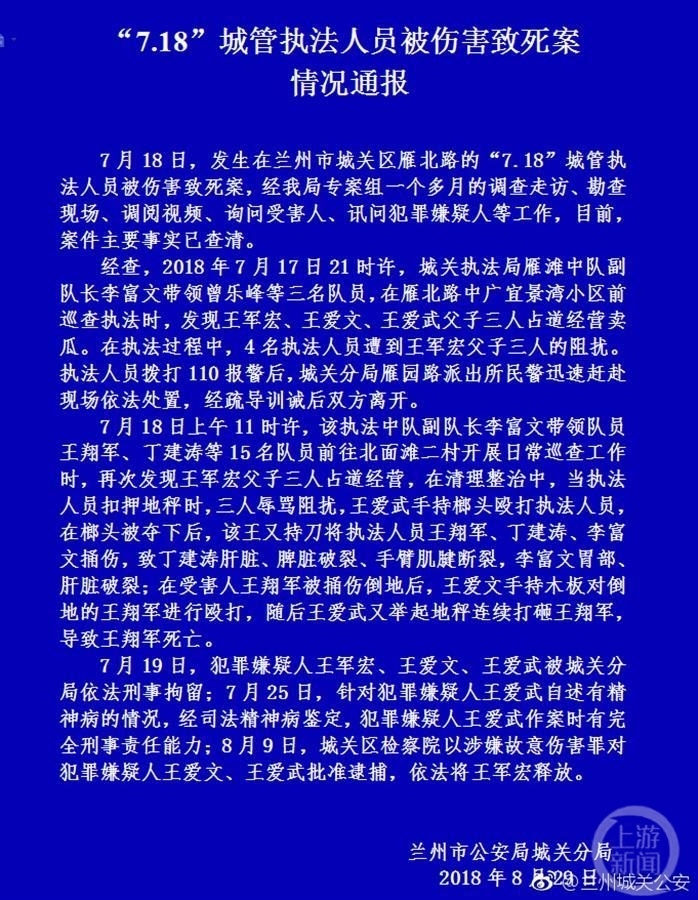 “7.18”城管执法人员被伤害致死案
情况通报
7月18日，发生在兰州市城关区雁北路的“7.18”城管执
法人员被伤害致死案，经我局专案组一个多月的调查走访、勘查
现场、调阅视频、询问受害人、讯问犯罪嫌疑人等工作，目前，
案件主要事实已查清。
经查，2018年7月17日21时许，城关执法局雁滩中队副
队长李富文带领曾乐峰等三名队员，在雁北路中广宜景湾小区前
巡查执法时，发现王军宏、王爱文、王爱武父子三人占道经营卖
瓜。在执法过程中，4名执法人员遭到王军宏父子三人的阻扰。
执法人员拨打110报警后，城关分局雁园路派出所民警迅速赶赴
现场依法处置，经疏导训诫后双方离开。
7月18日上午11时许，该执法中队副队长李富文带领队员
王翔军、丁建涛等15名队员前往北面滩二村开展日常巡查工作
时，再次发现王军宏父子三人占道经营，在清理整治中，当执法
人员扣押地秤时，三人辱骂阻扰，王爱武手持榔头殴打执法人员，
在榔头被夺下后，该王又持刀将执法人员王翔军、丁建涛、李富
文捅伤，致丁建涛肝脏、脾脏破裂、手臂肌腱断裂，李富文胃部、
肝脏破裂；在受害人王翔军被捅伤倒地后，王爱文手持木板对倒
地的王翔军进行殴打，随后王爱武又举起地秤连续打砸王翔军，
导致王翔军死亡。
7月19日，犯罪嫌疑人王军宏、王爱文、王爱武被城关分
局依法刑事拘留；7月25日，针对犯罪嫌疑人王爱武自述有精
神病的情况，经司法精神病鉴定，犯罪嫌疑人王爱武作案时有完
全刑事责任能力；8月9日，城关区检察院以涉嫌故意伤害罪对
犯罪嫌疑人王爱文、王爱武批准逮捕，依法将王军宏释放。
兰州市公安局城关分局
2018年8月29日
上游
新闻
@兰州城关公安